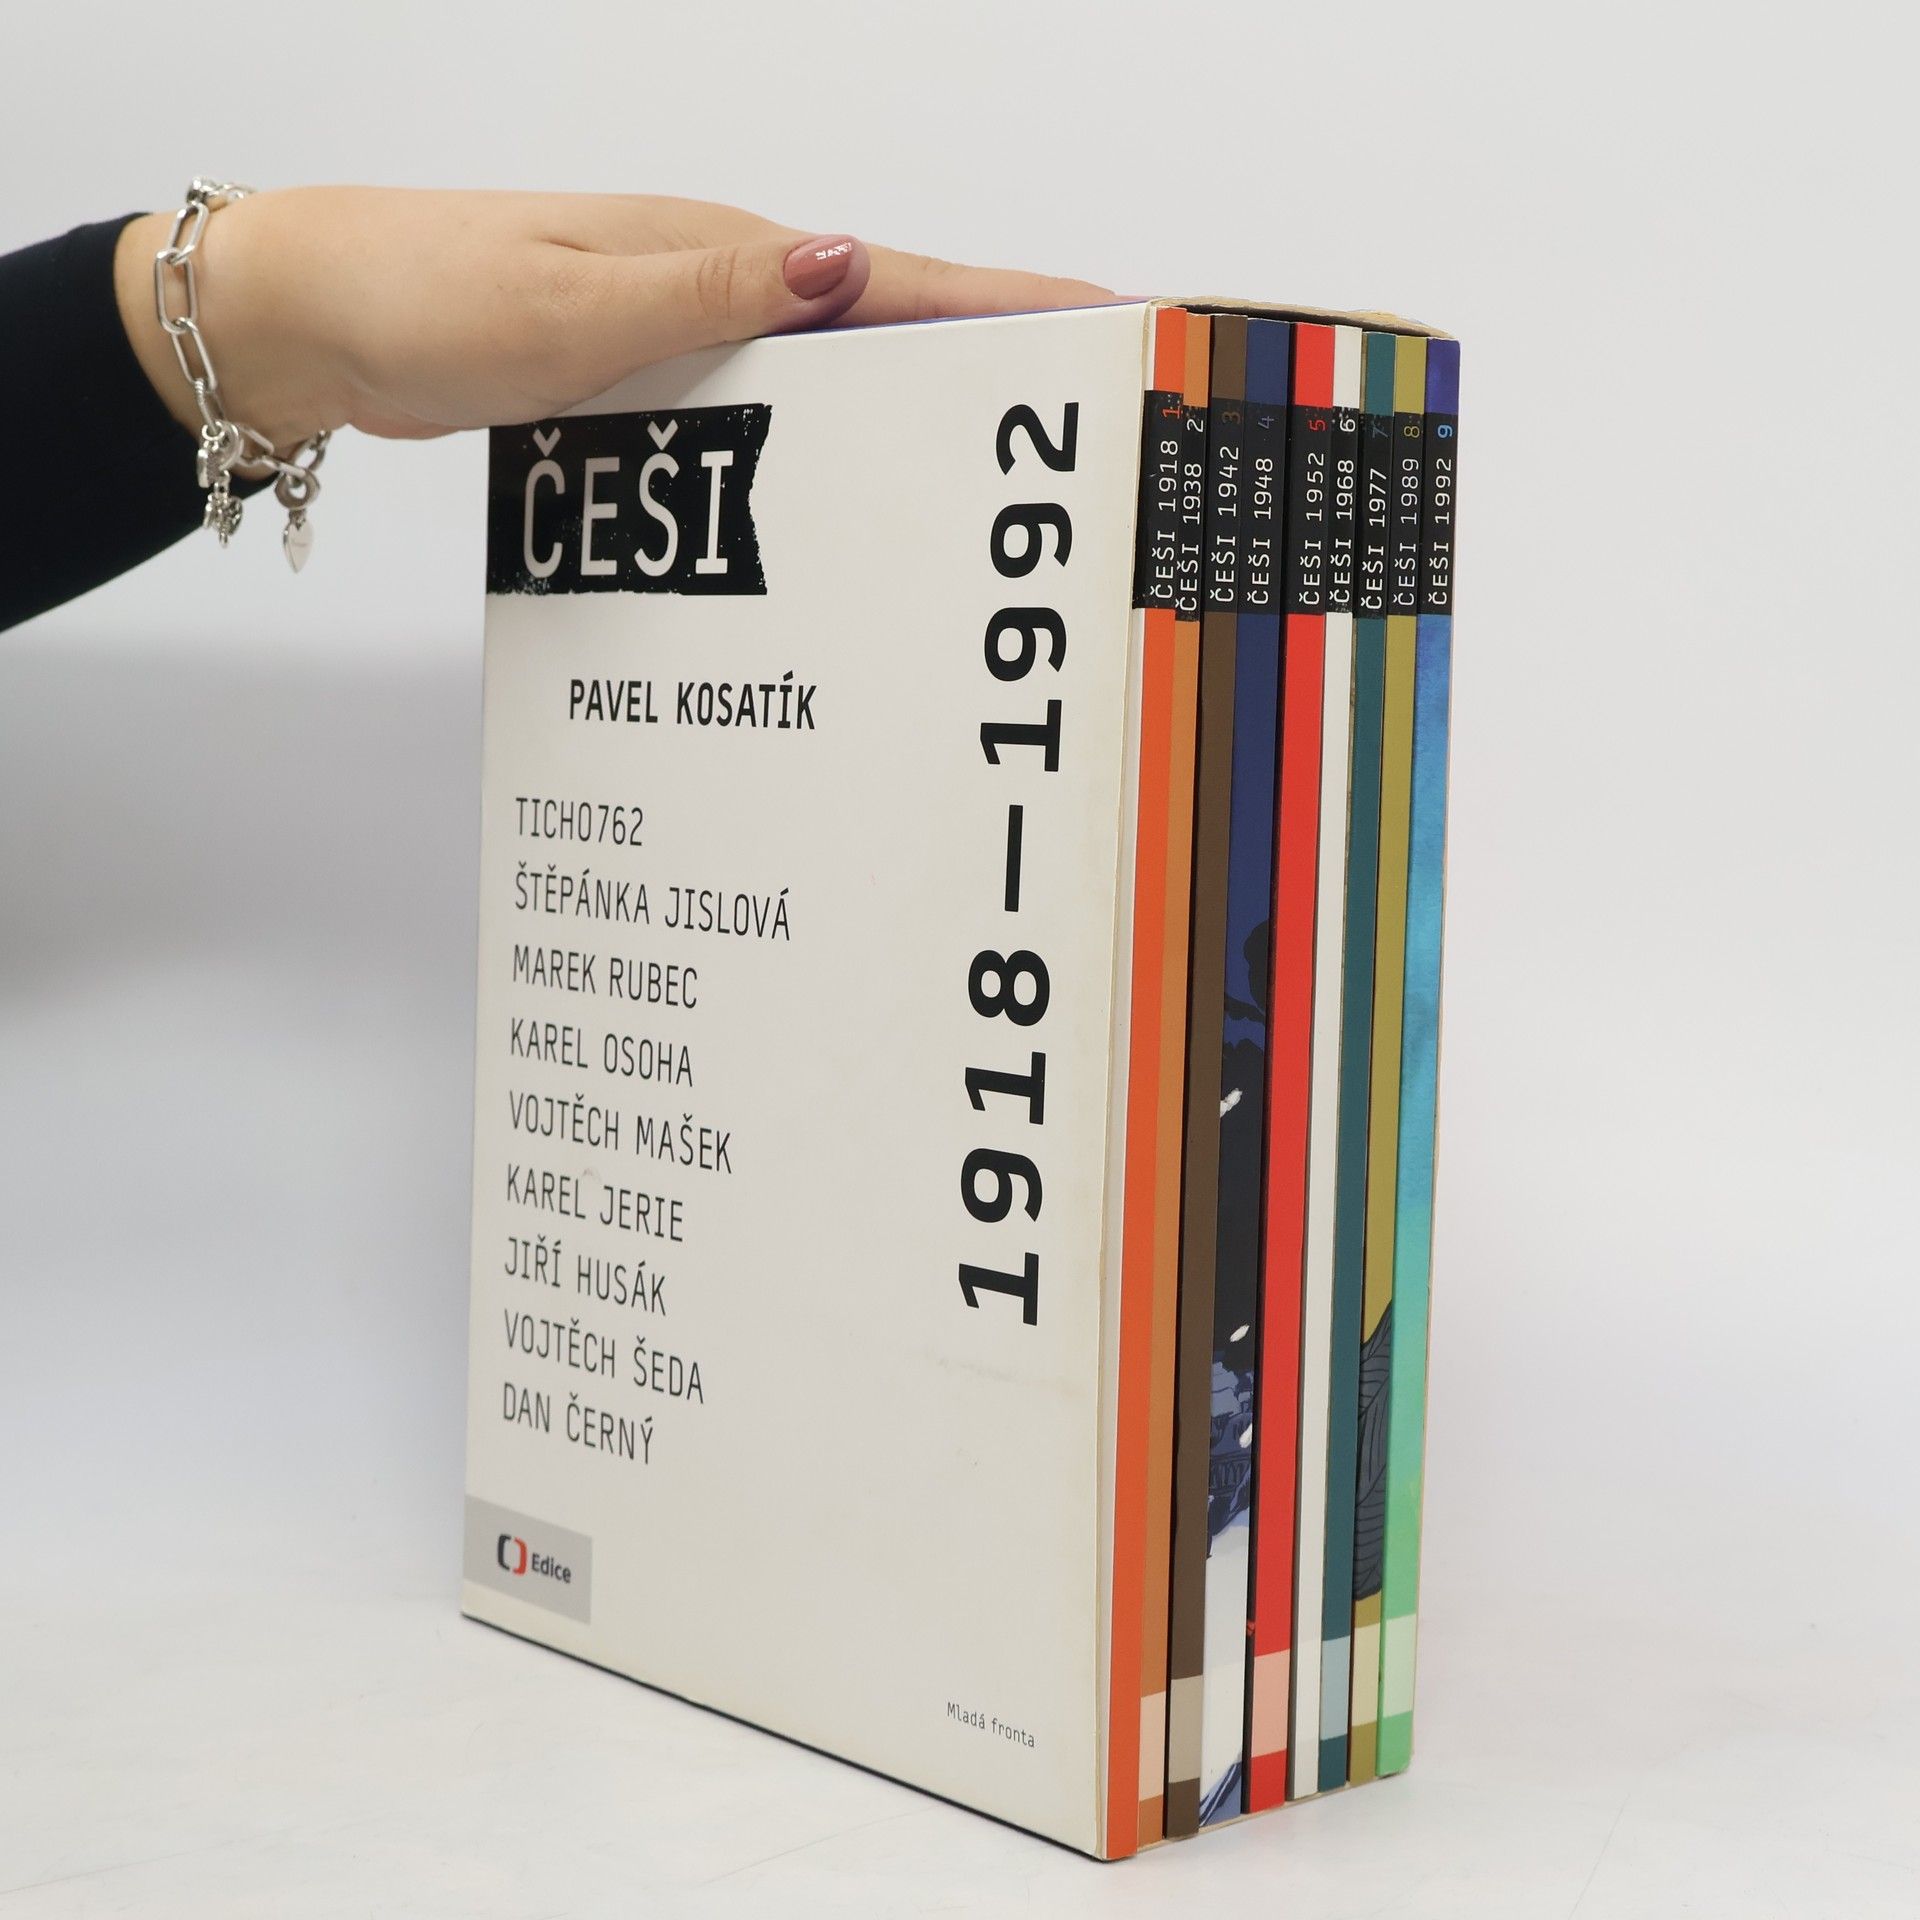 ČEŠI
PAVEL KOSATÍK
TICHO762
ŠTĚPÁNKA JISLOVÁ
MAREK RUBEC
KAREL OSOHA
VOJTĚCH MAŠEK
KAREL JERIE
JIŘÍ HUSÁK
VOJTĚCH ŠEDA
DAN ČERNÝ
Edice
1918—1992
Mladá fronta
ČEŠI 1918 1
ČEŠI 1938 2
ČEŠI 1942 3
ČEŠI 1948 4
ČEŠI 1952 5
ČEŠI 1968 6
ČEŠI 1977 7
ČEŠI 1989 8
ČEŠI 1992 9